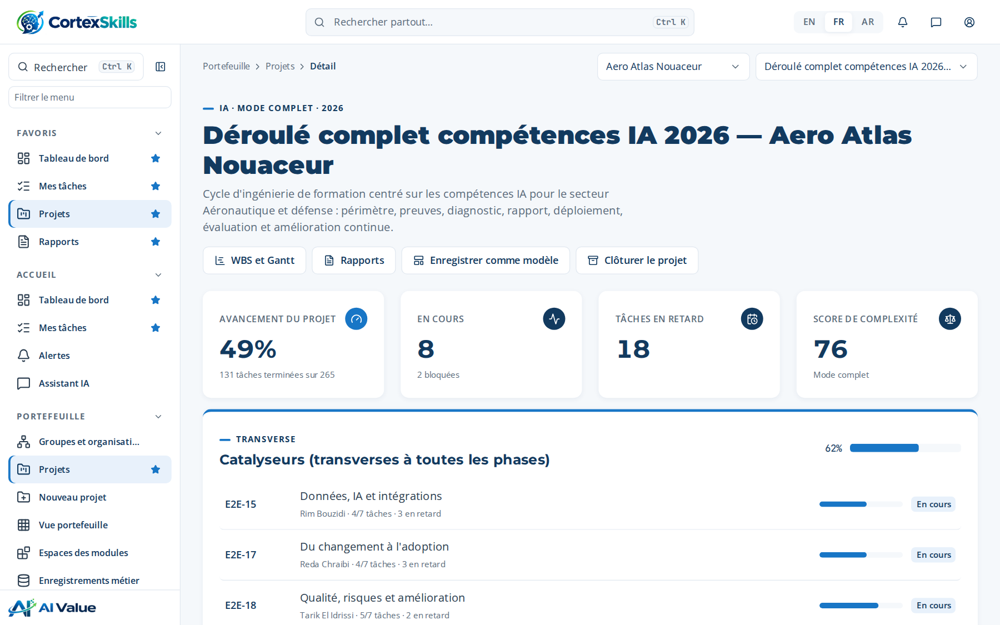 CortexSkills
Rechercher partout...
Ctrl K
EN
FR
AR
Rechercher
Ctrl K
Filtrer le menu
FAVORIS
Tableau de bord
Mes tâches
Projets
Rapports
ACCUEIL
Tableau de bord
Mes tâches
Alertes
Assistant IA
PORTEFEUILLE
Groupes et organisati...
Projets
Nouveau projet
Vue portefeuille
Espaces des modules
Enregistrements métier
AI Value
Portefeuille > Projets > Détail
Aero Atlas Nouaceur
Déroulé complet compétences IA 2026...
IA · MODE COMPLET · 2026
Déroulé complet compétences IA 2026 — Aero Atlas
Nouaceur
Cycle d'ingénierie de formation centré sur les compétences IA pour le secteur
Aéronautique et défense : périmètre, preuves, diagnostic, rapport, déploiement,
évaluation et amélioration continue.
WBS et Gantt
Rapports
Enregistrer comme modèle
Clôturer le projet
AVANCEMENT DU PROJET
49%
131 tâches terminées sur 265
EN COURS
8
2 bloquées
TÂCHES EN RETARD
18
SCORE DE COMPLEXITÉ
76
Mode complet
TRANSVERSE
Catalyseurs (transverses à toutes les phases)
62%
E2E-15
Données, IA et intégrations
Rim Bouzidi · 4/7 tâches · 3 en retard
En cours
E2E-17
Du changement à l'adoption
Reda Chraibi · 4/7 tâches · 3 en retard
En cours
E2E-18
Qualité, risques et amélioration
Tarik El Idrissi · 5/7 tâches · 2 en retard
En cours